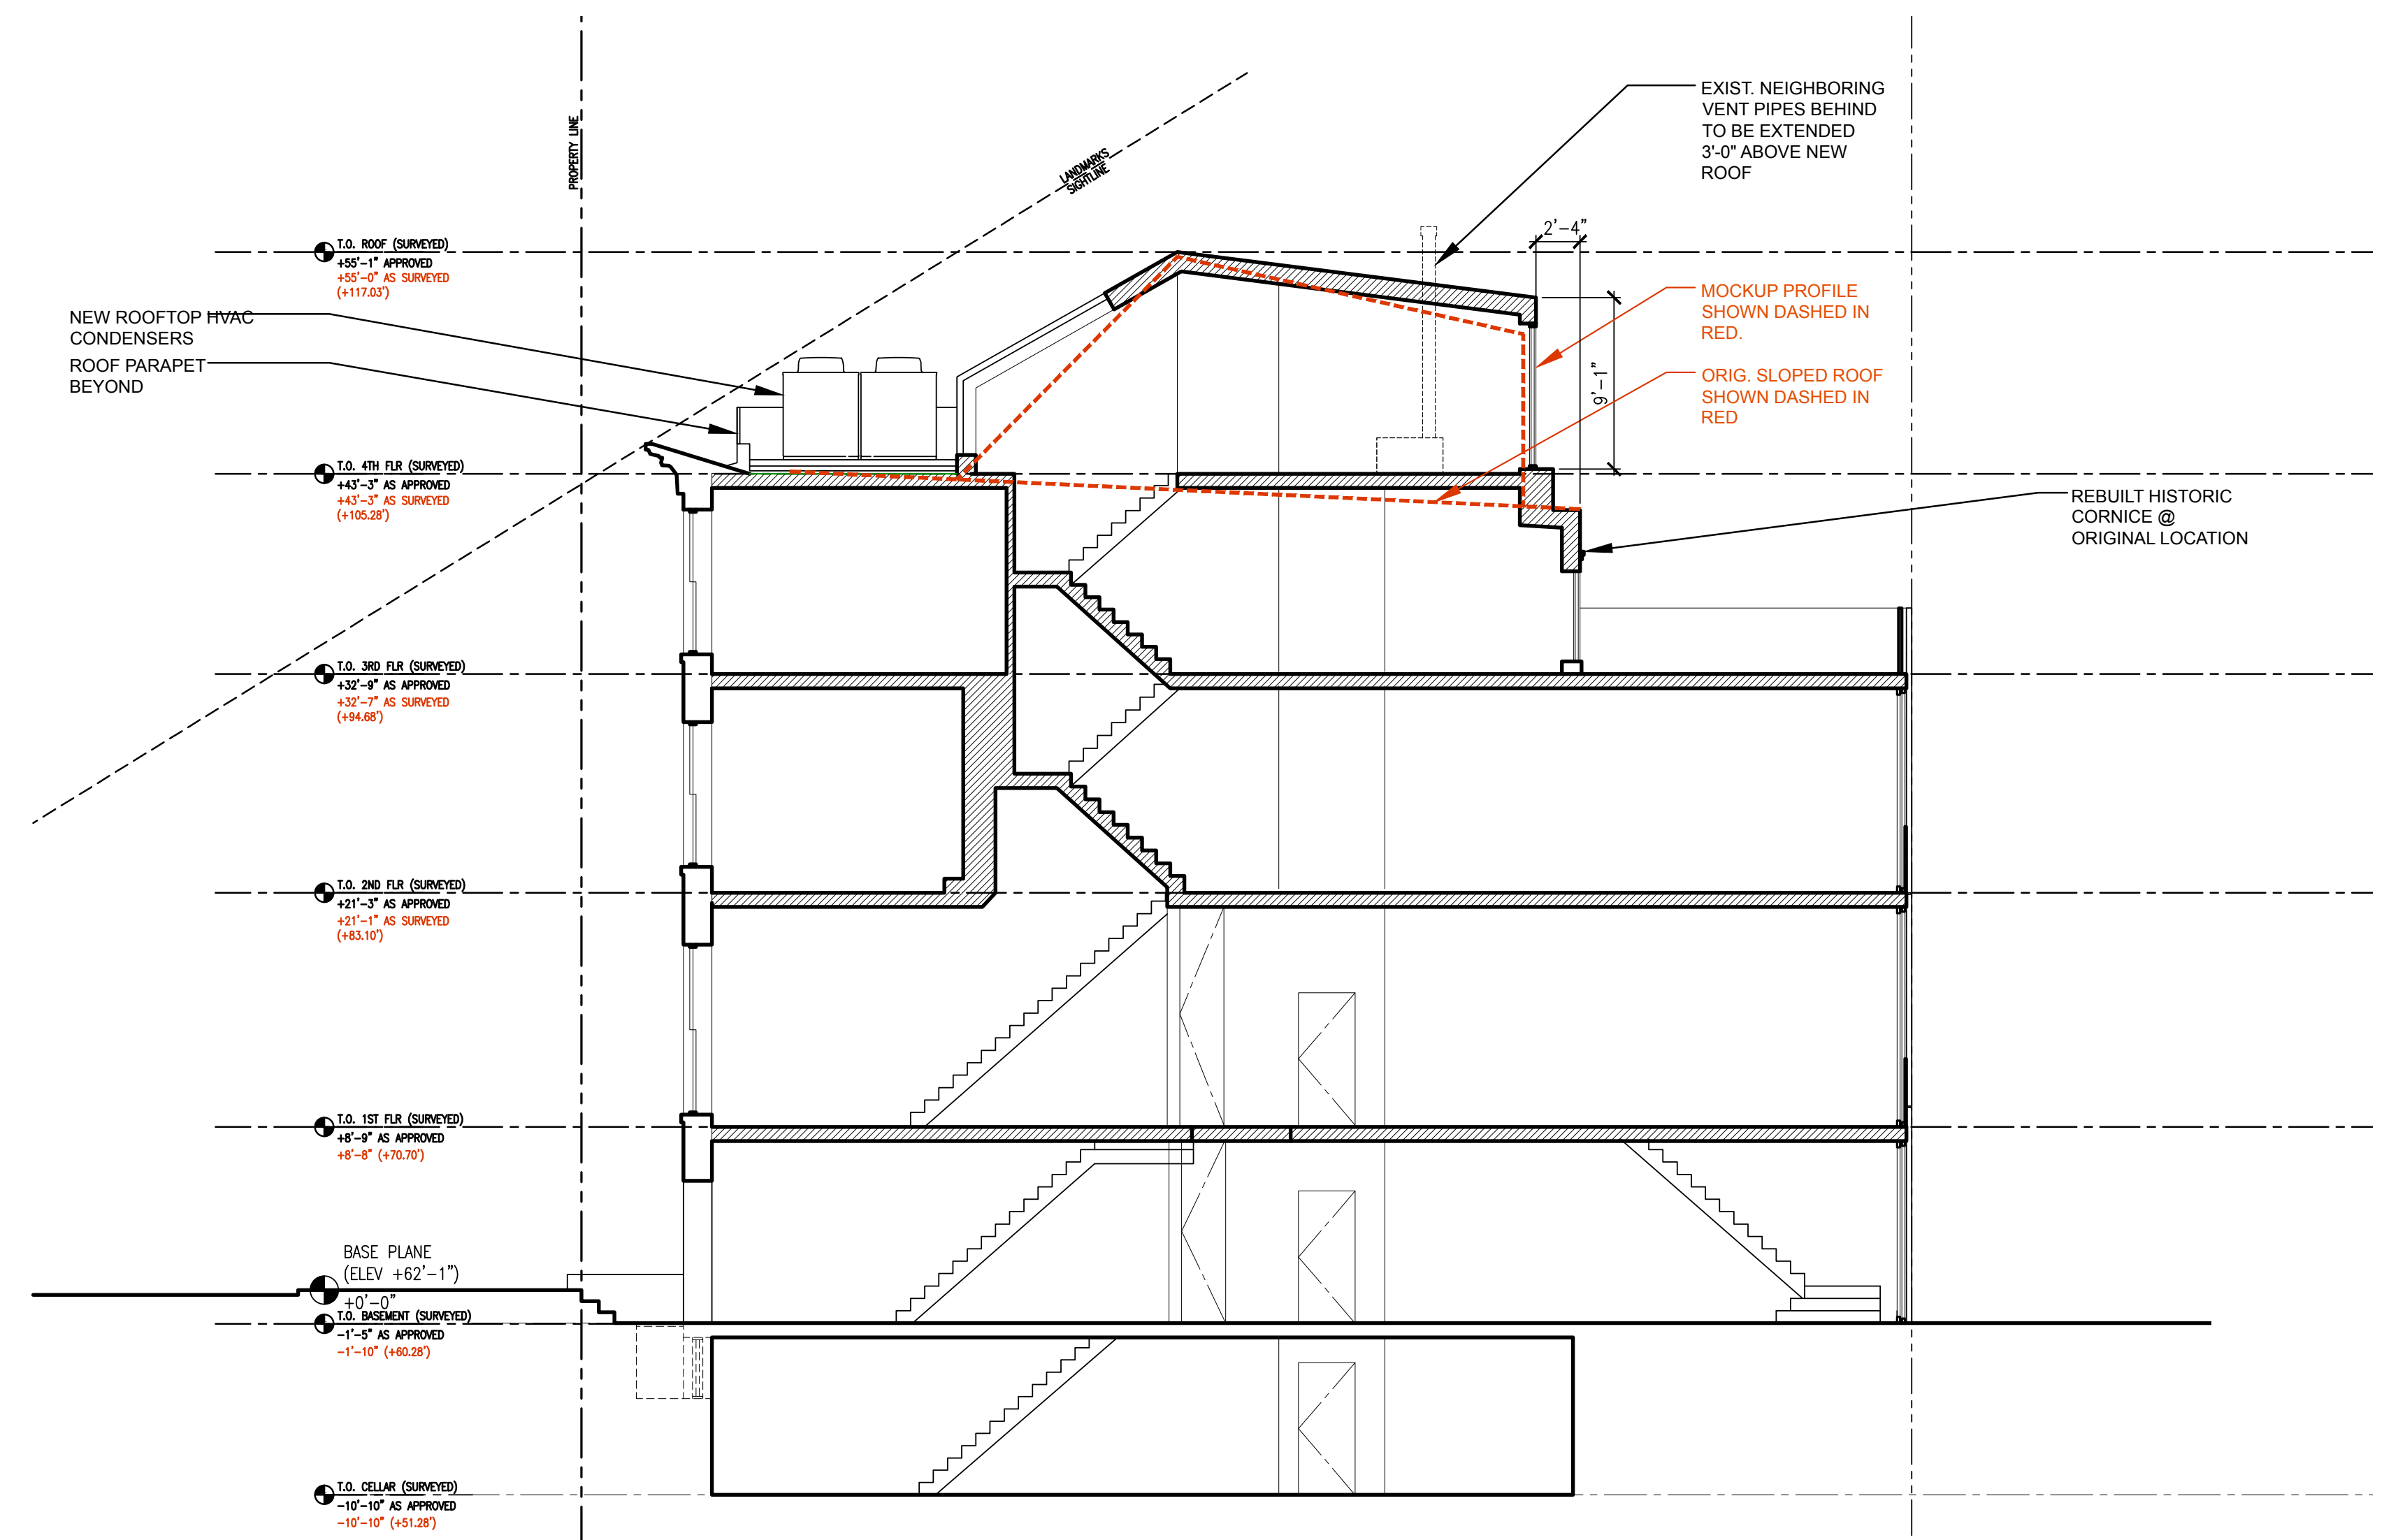 PROPERTY LINE
LANDMARKS
SIGHTLINE
EXIST. NEIGHBORING
VENT PIPES BEHIND
TO BE EXTENDED
3'-0" ABOVE NEW
ROOF
2'-4"
T.O. ROOF (SURVEYED)
+55'-1" APPROVED
+55'-0" AS SURVEYED
(+117.03')
NEW ROOFTOP HVAC
CONDENSERS
ROOF PARAPET
BEYOND
MOCKUP PROFILE
SHOWN DASHED IN
RED.
9'-1"
ORIG. SLOPED ROOF
SHOWN DASHED IN
RED
T.O. 4TH FLR (SURVEYED)
+43'-3" AS APPROVED
+43'-3" AS SURVEYED
(+105.28')
REBUILT HISTORIC
CORNICE @
ORIGINAL LOCATION
T.O. 3RD FLR (SURVEYED)
+32'-9" AS APPROVED
+32'-7" AS SURVEYED
(+94.68')
T.O. 2ND FLR (SURVEYED)
+21'-3" AS APPROVED
+21'-1" AS SURVEYED
(+83.10')
T.O. 1ST FLR (SURVEYED)
+8'-9" AS APPROVED
+8'-8" (+70.70')
BASE PLANE
(ELEV +62'-1")
+0'-0"
T.O. BASEMENT (SURVEYED)
-1'-5" AS APPROVED
-1'-10" (+60.28')
T.O. CELLAR (SURVEYED)
-10'-10" AS APPROVED
-10'-10" (+51.28')